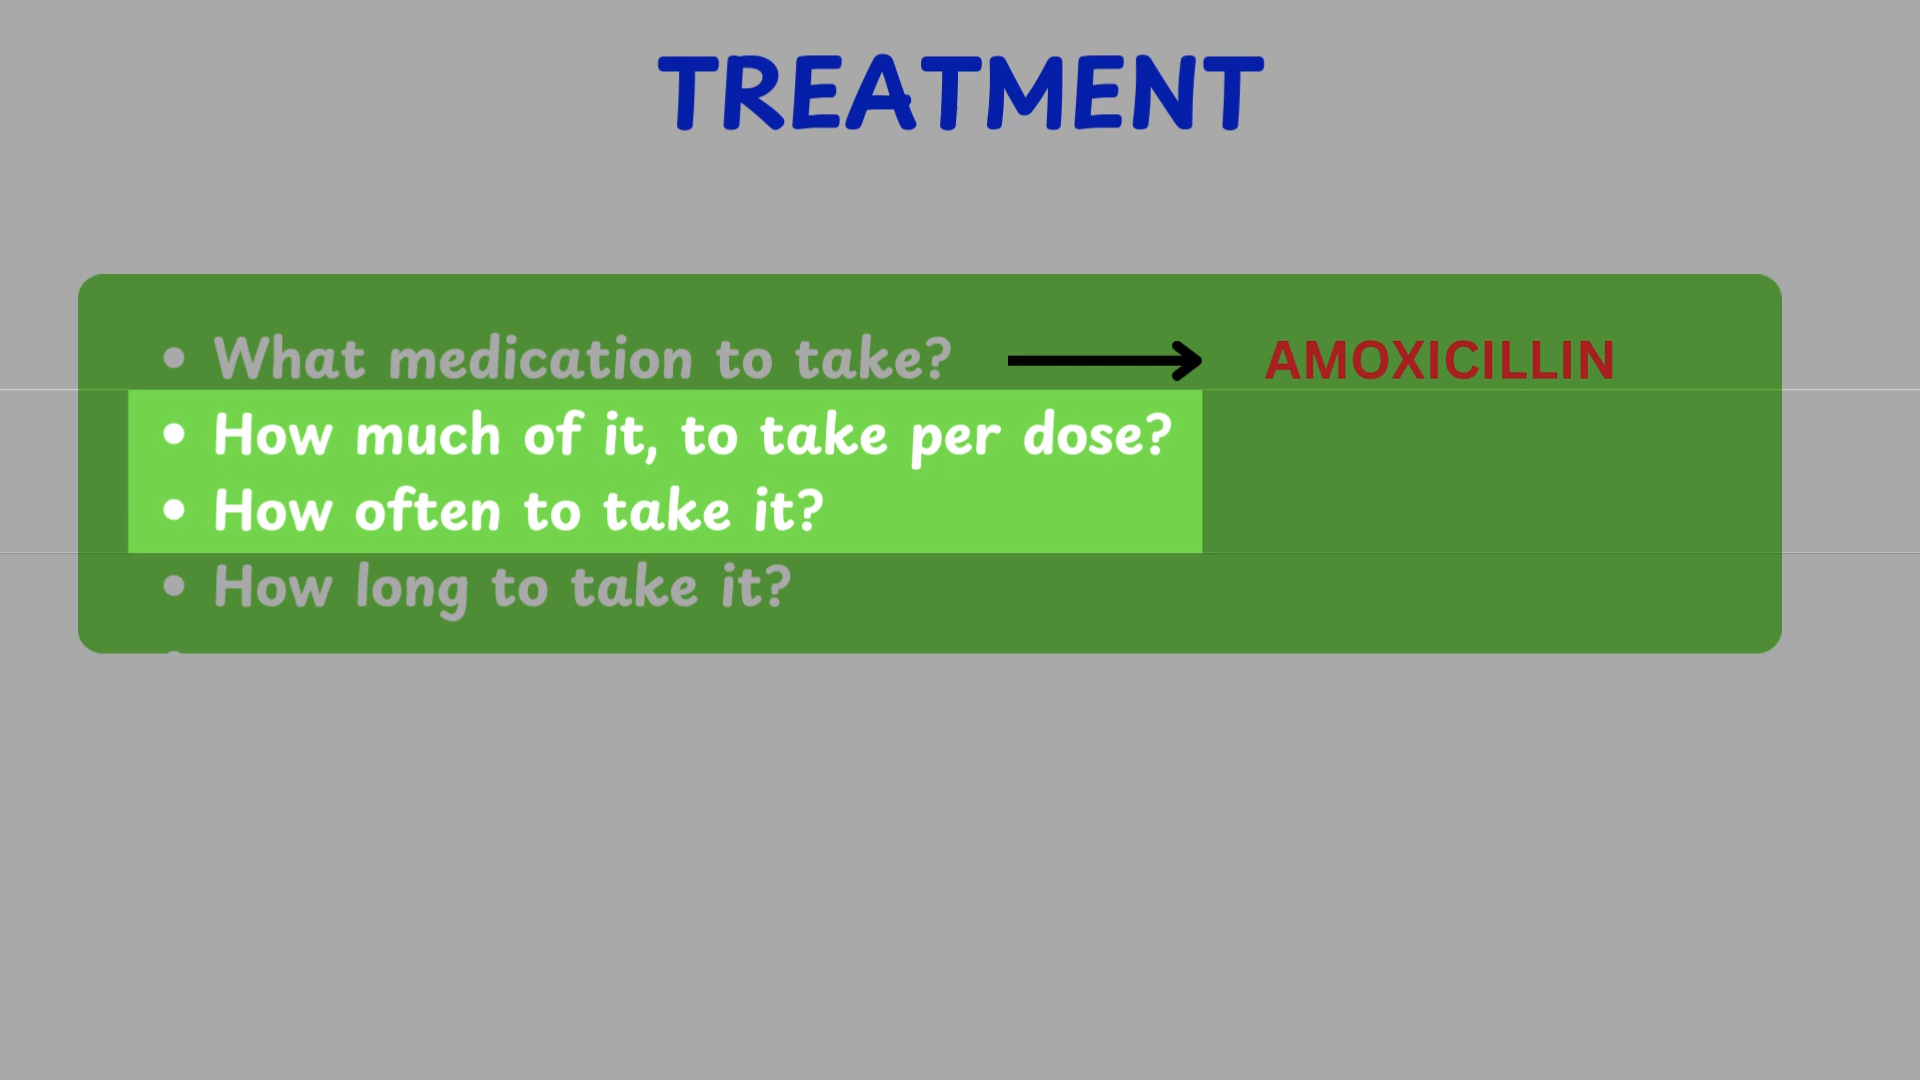 TREATMENT
• What medication to take? AMOXICILLIN
• How much of it, to take per dose?
• How often to take it?
• How long to take it?